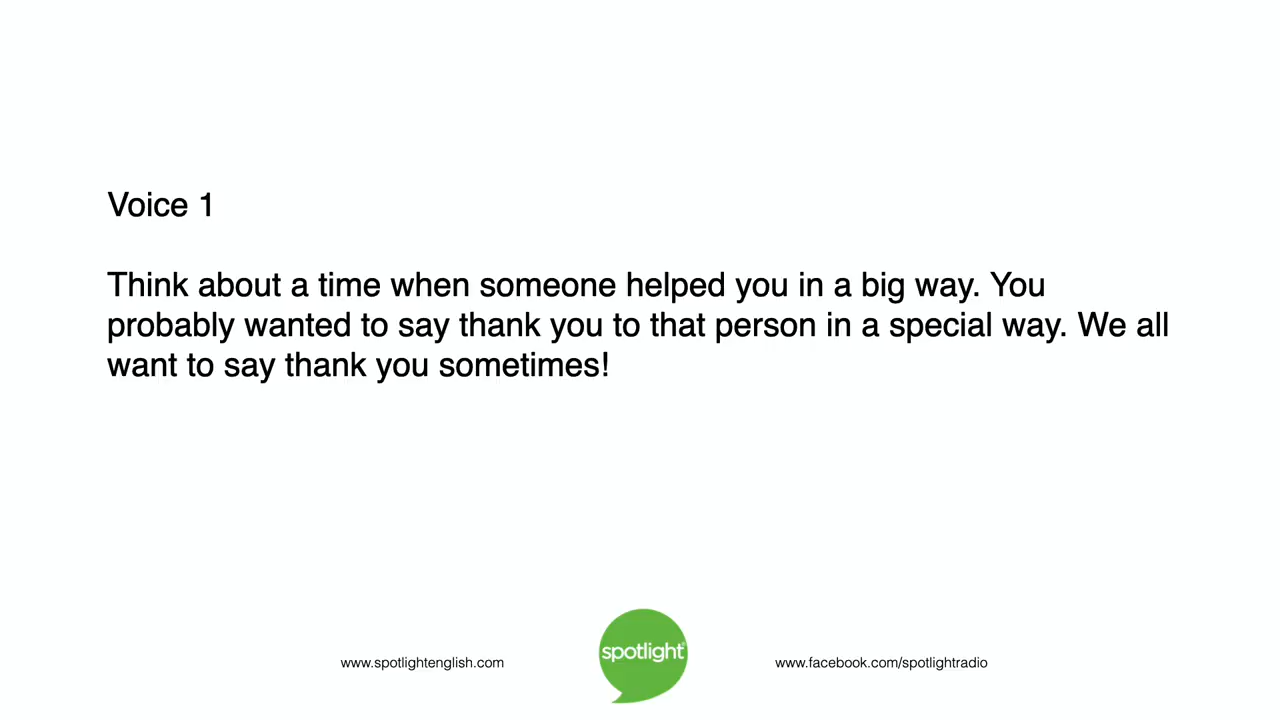 Voice 1
Think about a time when someone helped you in a big way. You
probably wanted to say thank you to that person in a special way. We all
want to say thank you sometimes!
www.spotlightenglish.com
spotlight
www.facebook.com/spotlightradio